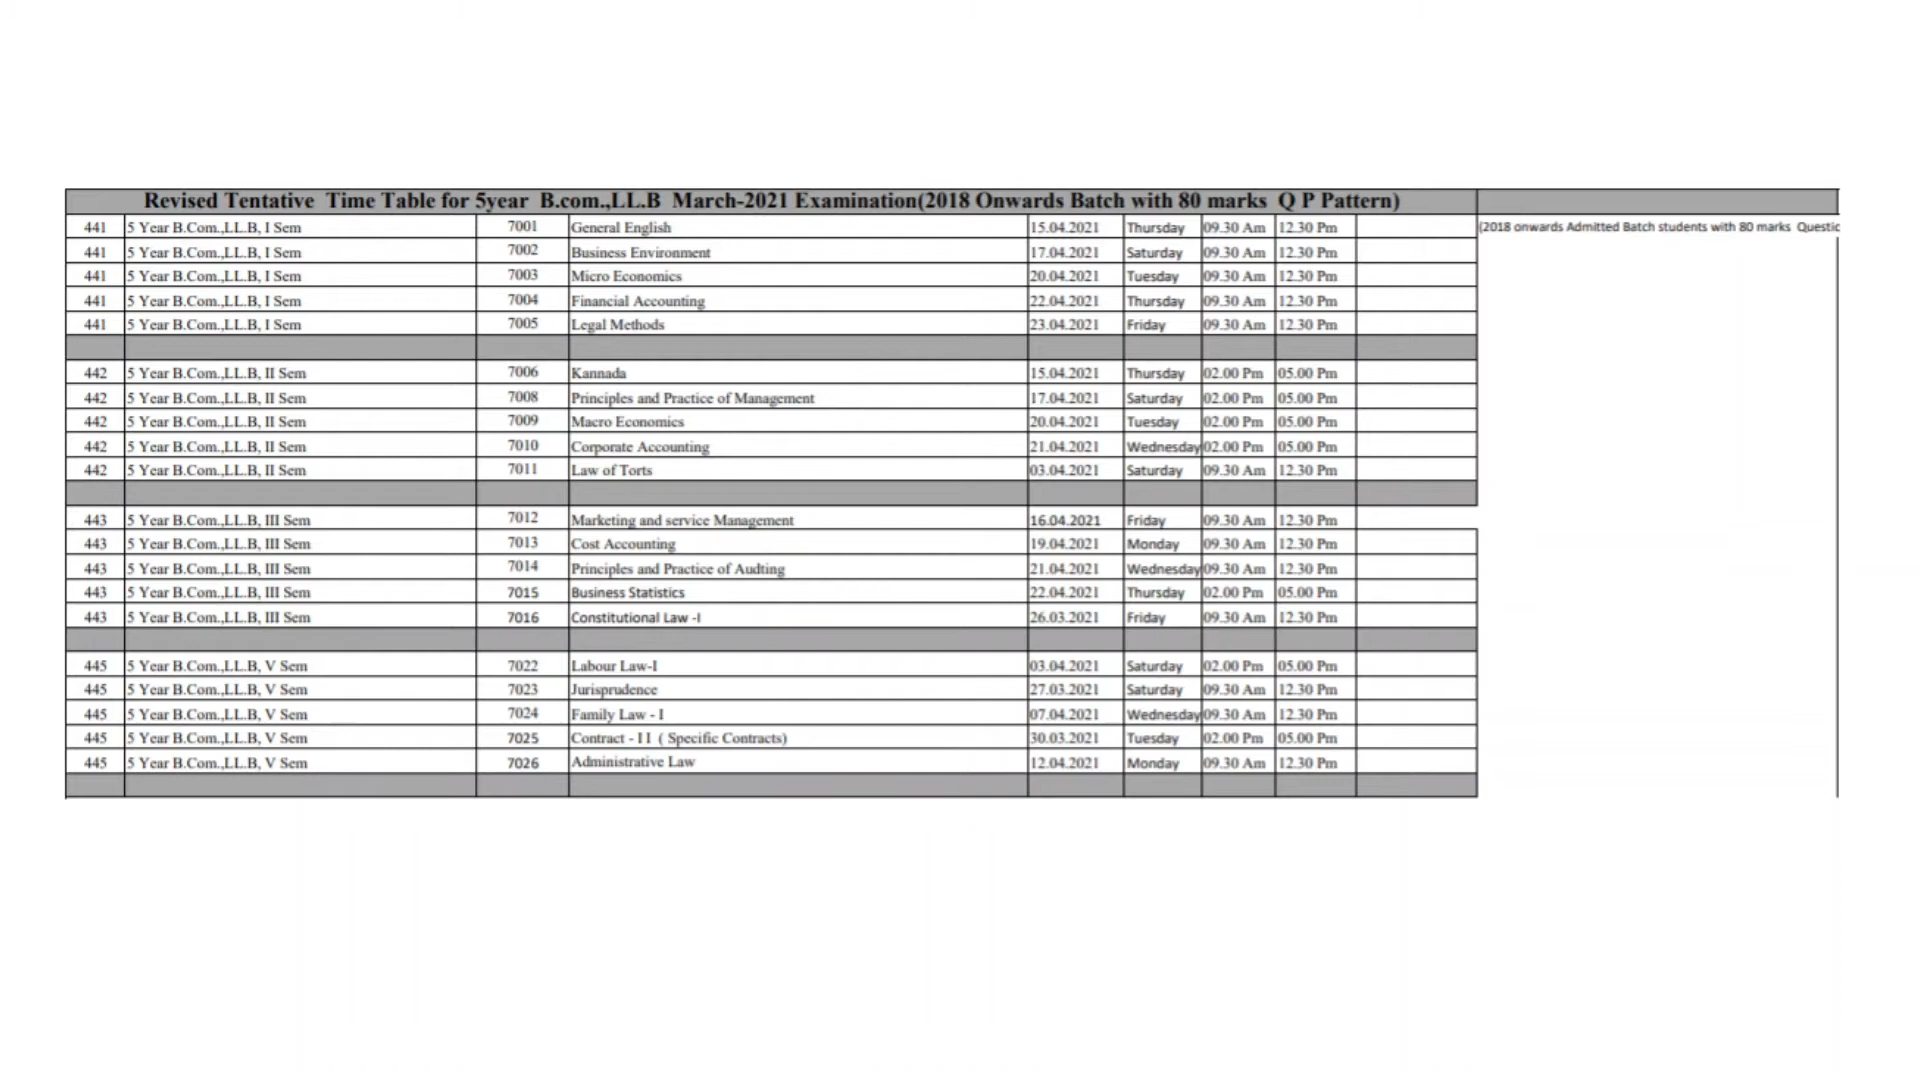 Revised Tentative Time Table for 5year B.com.,LL.B March-2021 Examination(2018 Onwards Batch with 80 marks Q P Pattern)
441 5 Year B.Com.,LL.B, I Sem 7001 General English 15.04.2021 Thursday 09.30 Am 12.30 Pm (2018 onwards Admitted Batch students with 80 marks Questic
441 5 Year B.Com.,LL.B, I Sem 7002 Business Environment 17.04.2021 Saturday 09.30 Am 12.30 Pm
441 5 Year B.Com.,LL.B, I Sem 7003 Micro Economics 20.04.2021 Tuesday 09.30 Am 12.30 Pm
441 5 Year B.Com.,LL.B, I Sem 7004 Financial Accounting 22.04.2021 Thursday 09.30 Am 12.30 Pm
441 5 Year B.Com.,LL.B, I Sem 7005 Legal Methods 23.04.2021 Friday 09.30 Am 12.30 Pm
442 5 Year B.Com.,LL.B, II Sem 7006 Kannada 15.04.2021 Thursday 02.00 Pm 05.00 Pm
442 5 Year B.Com.,LL.B, II Sem 7008 Principles and Practice of Management 17.04.2021 Saturday 02.00 Pm 05.00 Pm
442 5 Year B.Com.,LL.B, II Sem 7009 Macro Economics 20.04.2021 Tuesday 02.00 Pm 05.00 Pm
442 5 Year B.Com.,LL.B, II Sem 7010 Corporate Accounting 21.04.2021 Wednesday 02.00 Pm 05.00 Pm
442 5 Year B.Com.,LL.B, II Sem 7011 Law of Torts 03.04.2021 Saturday 09.30 Am 12.30 Pm
443 5 Year B.Com.,LL.B, III Sem 7012 Marketing and service Management 16.04.2021 Friday 09.30 Am 12.30 Pm
443 5 Year B.Com.,LL.B, III Sem 7013 Cost Accounting 19.04.2021 Monday 09.30 Am 12.30 Pm
443 5 Year B.Com.,LL.B, III Sem 7014 Principles and Practice of Audting 21.04.2021 Wednesday 09.30 Am 12.30 Pm
443 5 Year B.Com.,LL.B, III Sem 7015 Business Statistics 22.04.2021 Thursday 02.00 Pm 05.00 Pm
443 5 Year B.Com.,LL.B, III Sem 7016 Constitutional Law -I 26.03.2021 Friday 09.30 Am 12.30 Pm
445 5 Year B.Com.,LL.B, V Sem 7022 Labour Law-I 03.04.2021 Saturday 02.00 Pm 05.00 Pm
445 5 Year B.Com.,LL.B, V Sem 7023 Jurisprudence 27.03.2021 Saturday 09.30 Am 12.30 Pm
445 5 Year B.Com.,LL.B, V Sem 7024 Family Law - I 07.04.2021 Wednesday 09.30 Am 12.30 Pm
445 5 Year B.Com.,LL.B, V Sem 7025 Contract - I I ( Specific Contracts) 30.03.2021 Tuesday 02.00 Pm 05.00 Pm
445 5 Year B.Com.,LL.B, V Sem 7026 Administrative Law 12.04.2021 Monday 09.30 Am 12.30 Pm